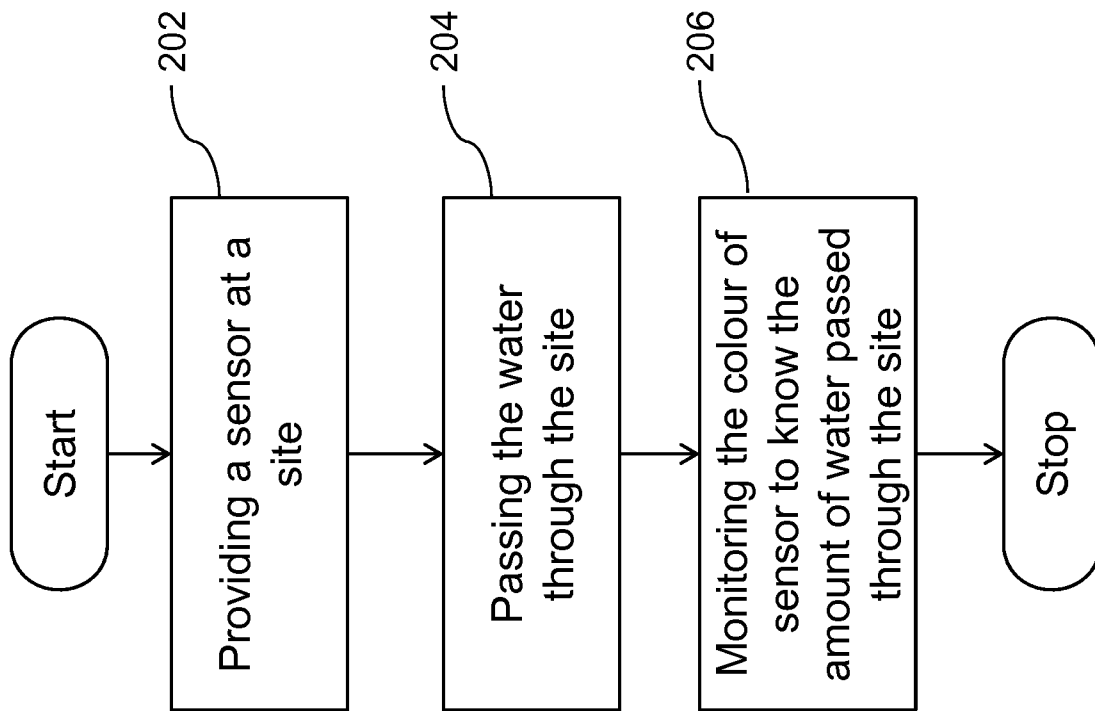 Start
202
Providing a sensor at a
site
204
Passing the water
through the site
206
Monitoring the colour of
sensor to know the
amount of water passed
through the site
Stop